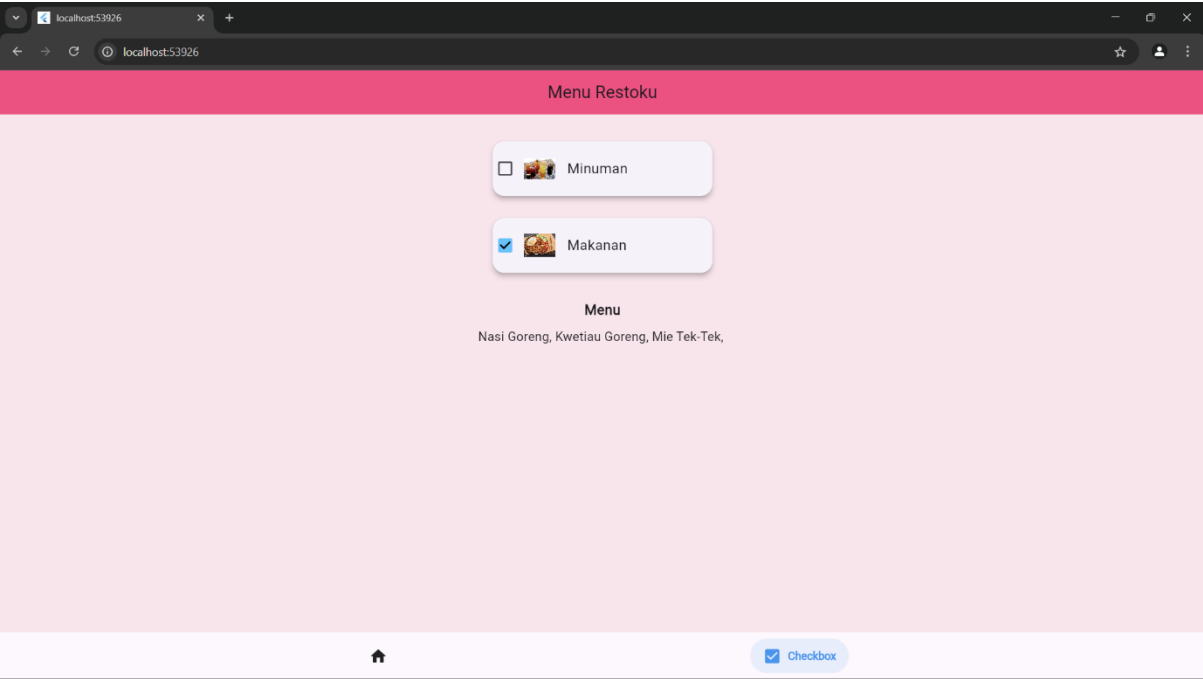 localhost:53926
localhost:53926
Menu Restoku
Minuman
Makanan
Menu
Nasi Goreng, Kwetiau Goreng, Mie Tek-Tek,
Checkbox